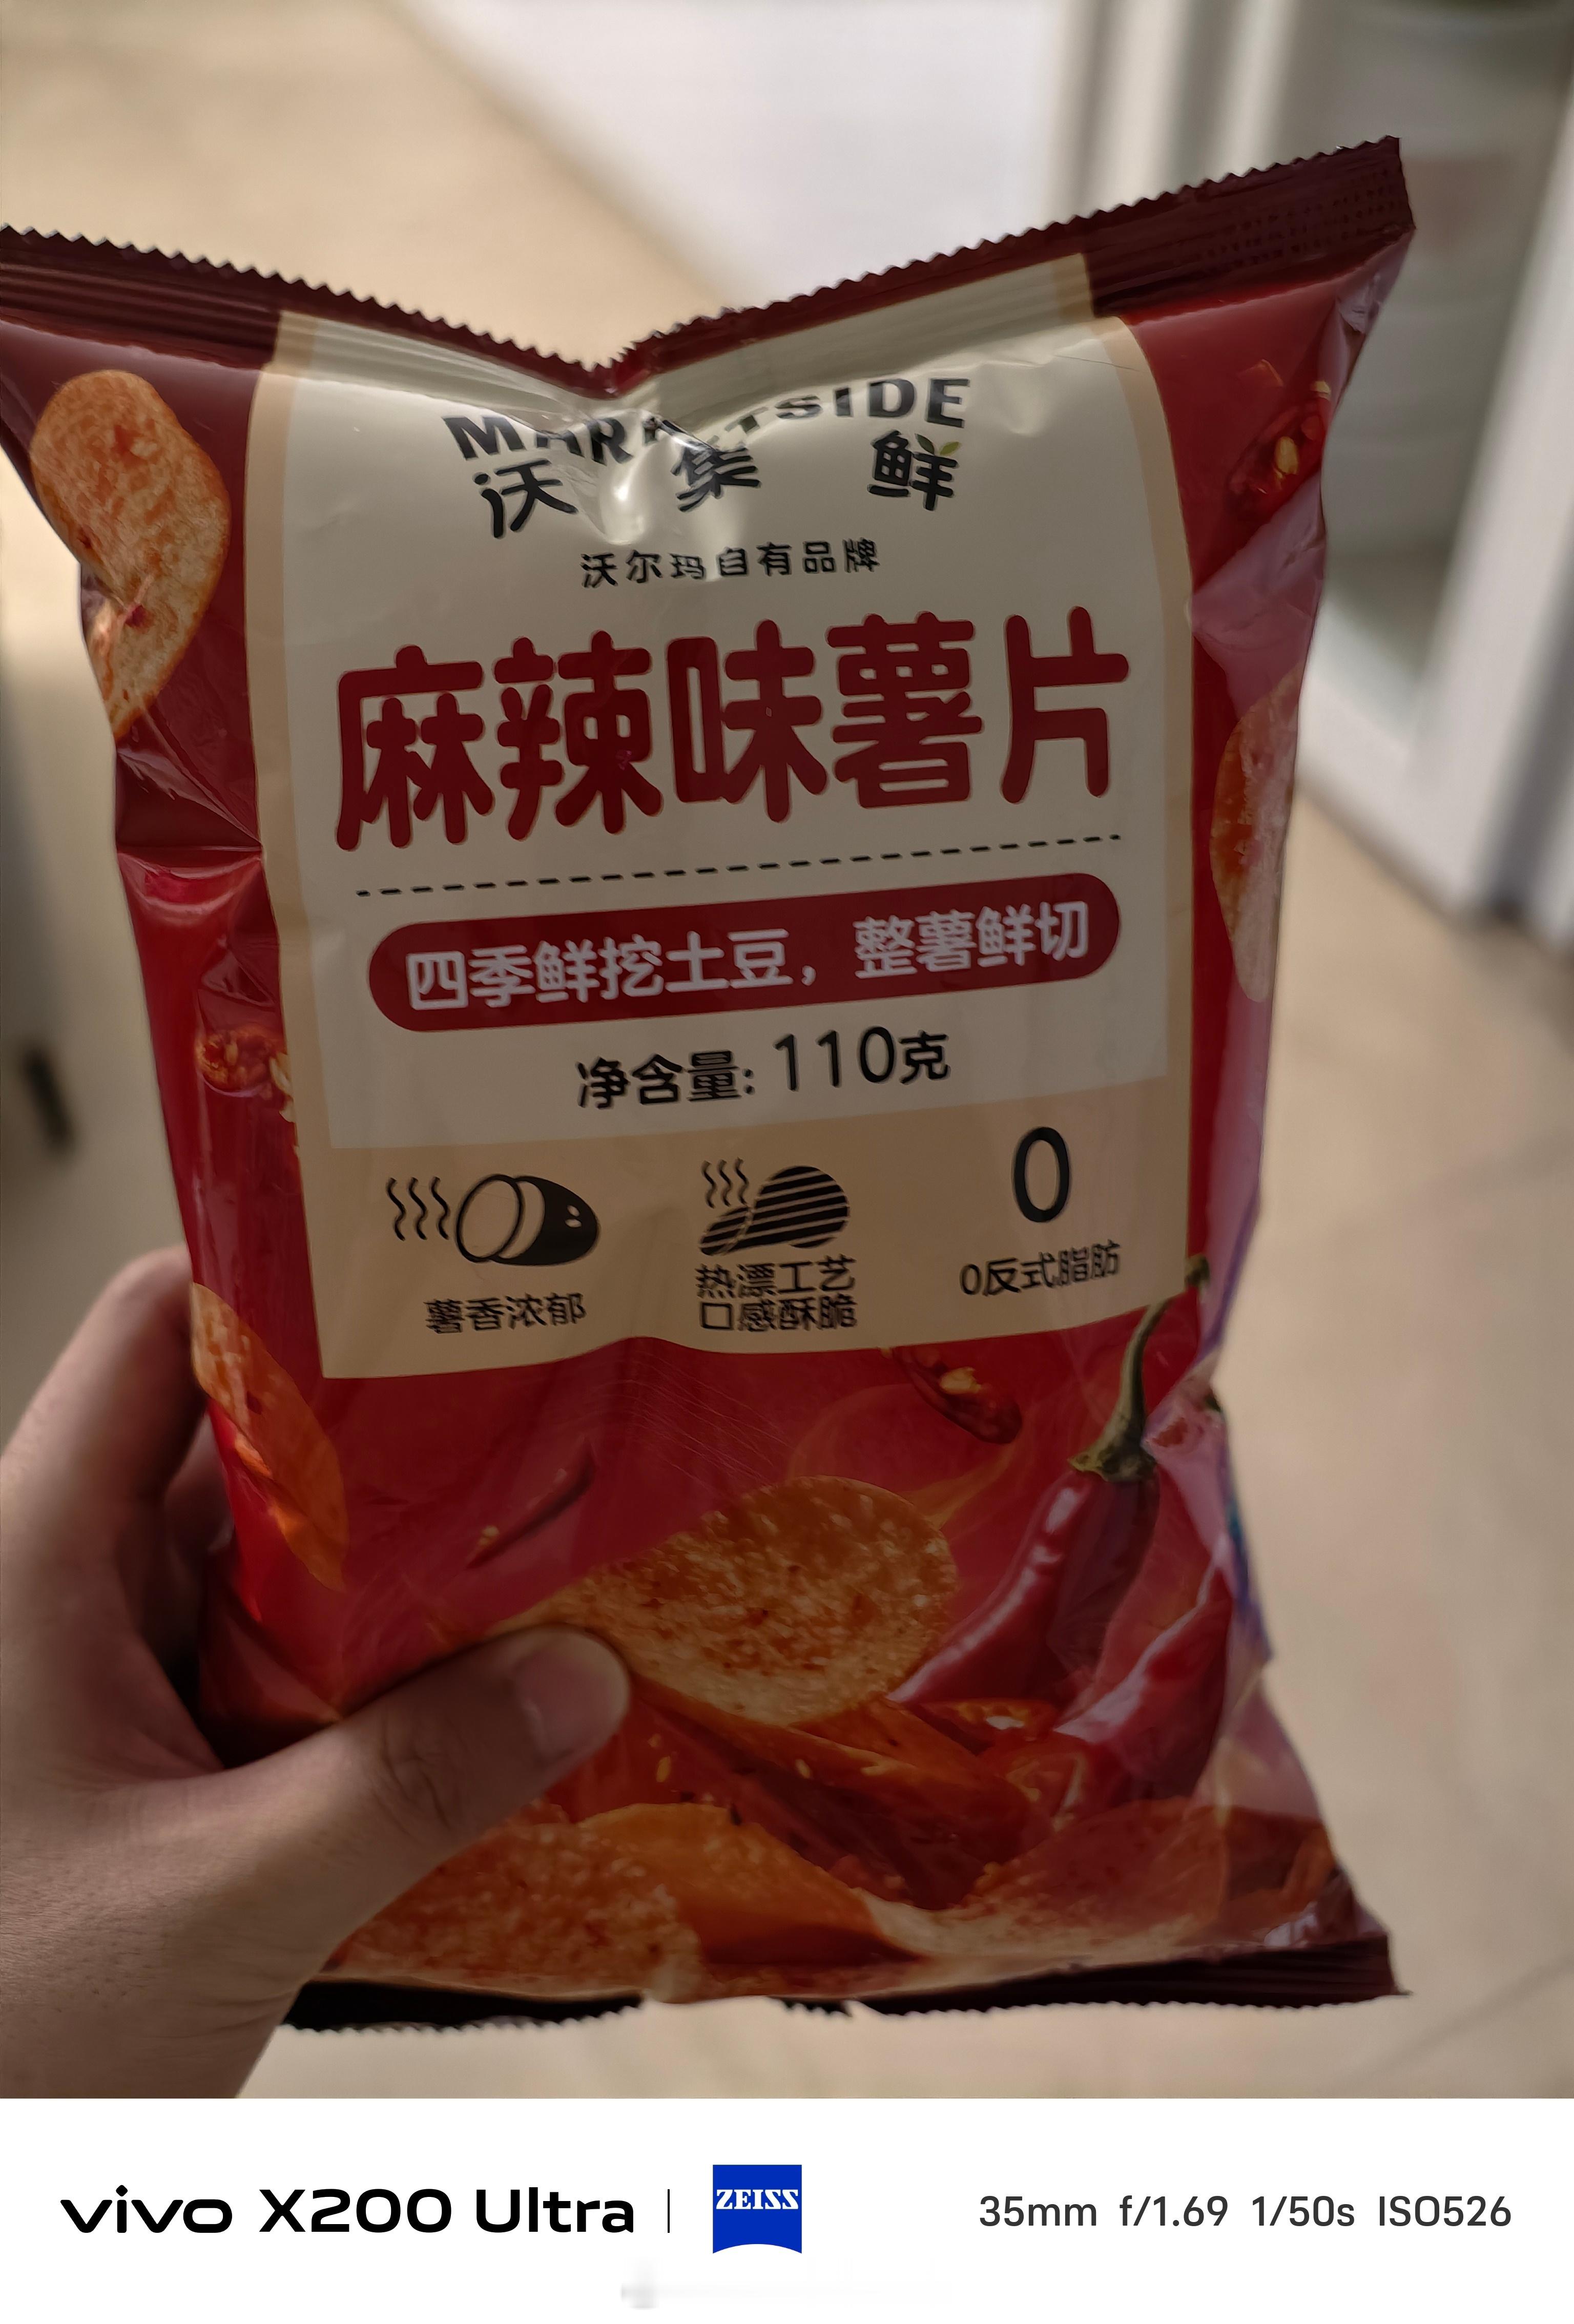 MARKETSIDE
沃集鲜
沃尔玛自有品牌
麻辣味薯片
四季鲜挖土豆，整薯鲜切
净含量: 110克
薯香浓郁
热漂工艺
口感酥脆
0
0反式脂肪
vivo X200 Ultra | ZEISS 35mm f/1.69 1/50s ISO526